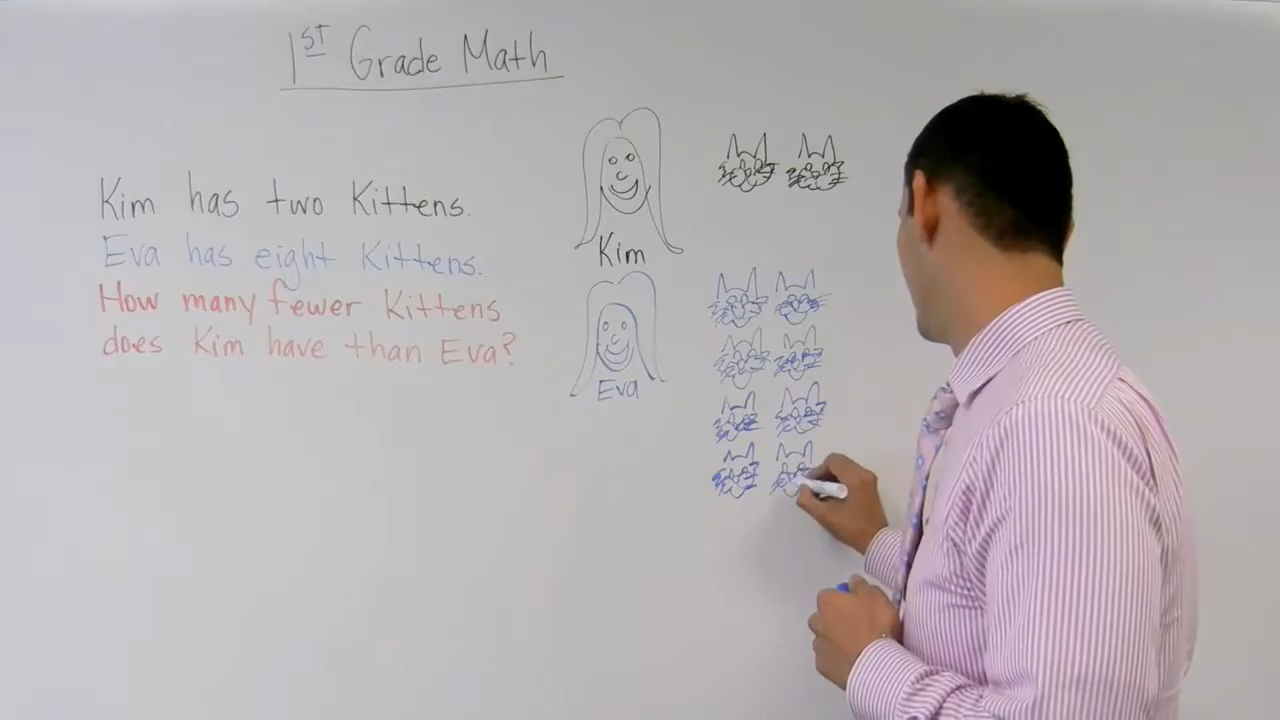 1ST Grade Math
Kim has two Kittens.
Eva has eight Kittens.
How many fewer Kittens
does Kim have than Eva?
Kim
Eva